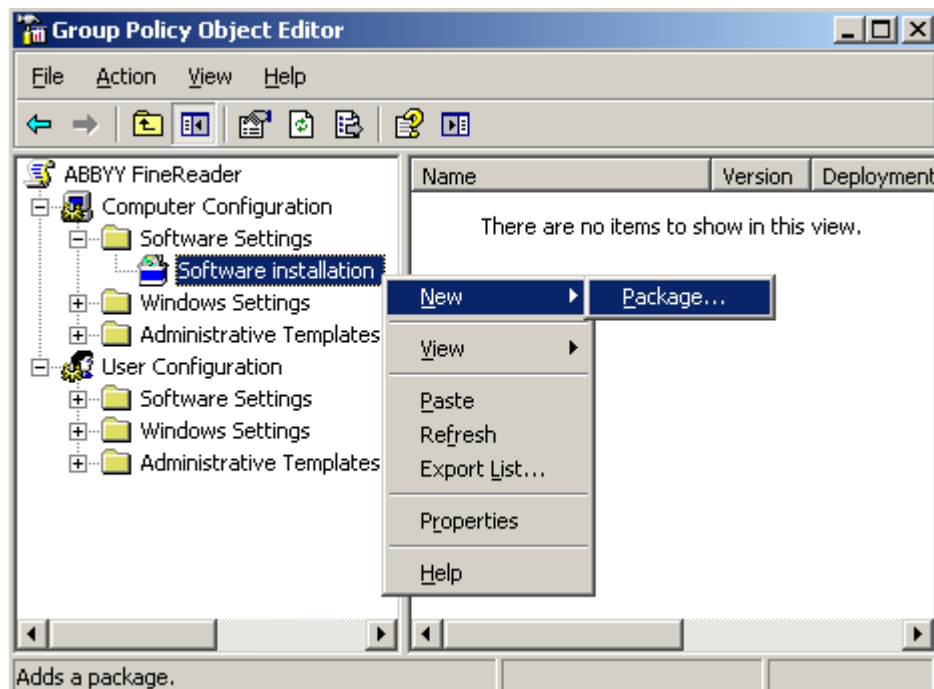 Group Policy Object Editor
File Action View Help
ABBYY FineReader
Computer Configuration
Software Settings
Software installation
Windows Settings
Administrative Templates
User Configuration
Software Settings
Windows Settings
Administrative Templates
Name Version Deployment
There are no items to show in this view.
New
View
Paste
Refresh
Export List...
Properties
Help
Package...
Adds a package.